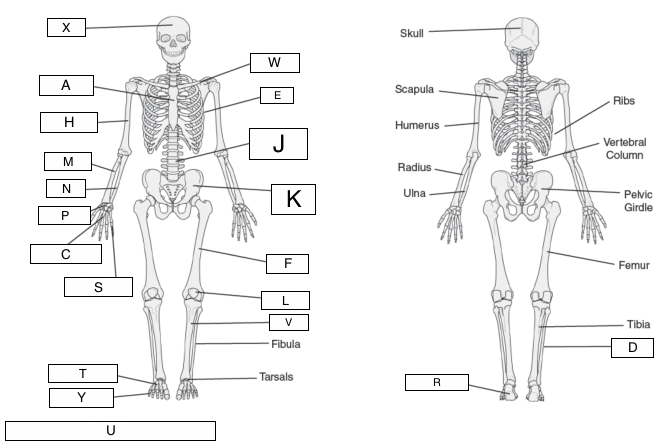 X
W
A
E
H
J
M
N
K
P
C
S
F
L
V
Fibula
T
Tarsals
Y
U
Skull
Scapula
Ribs
Humerus
Vertebral
Column
Radius
Ulna
Pelvic
Girdle
Femur
Tibia
D
R